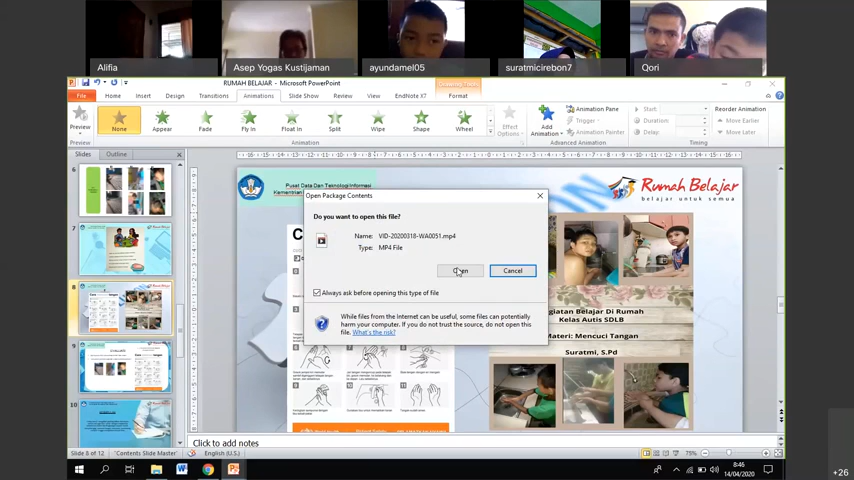 Alifia
Asep Yogas Kustijaman
ayundamel05
suratmicirebon7
Qori
RUMAH BELAJAR - Microsoft PowerPoint
Drawing Tools
File
Home
Insert
Design
Transitions
Animations
Slide Show
Review
View
EndNote X7
Format
Preview
None
Appear
Fade
Fly In
Float In
Split
Wipe
Shape
Wheel
Effect Options
Add Animation
Animation Pane
Trigger
Animation Painter
Start:
Duration:
Delay:
Reorder Animation
Move Earlier
Move Later
Preview
Animation
Advanced Animation
Timing
Slides
Outline
6
7
8
9
10
Pusat Data Dan Teknologi Informasi
Rumah Belajar
belajar untuk semua
Open Package Contents
Do you want to open this file?
Name: VID-20200318-WA0051.mp4
Type: MP4 File
Open
Cancel
Always ask before opening this type of file
While files from the Internet can be useful, some files can potentially
harm your computer. If you do not trust the source, do not open this
file. What's the risk?
giatan Belajar Di Rumah
Kelas Autis SDLB
Materi: Mencuci Tangan
Suratmi, S.Pd
Click to add notes
Slide 8 of 12
'Contents Slide Master'
English (U.S.)
75%
8:46
14/04/2020
+26